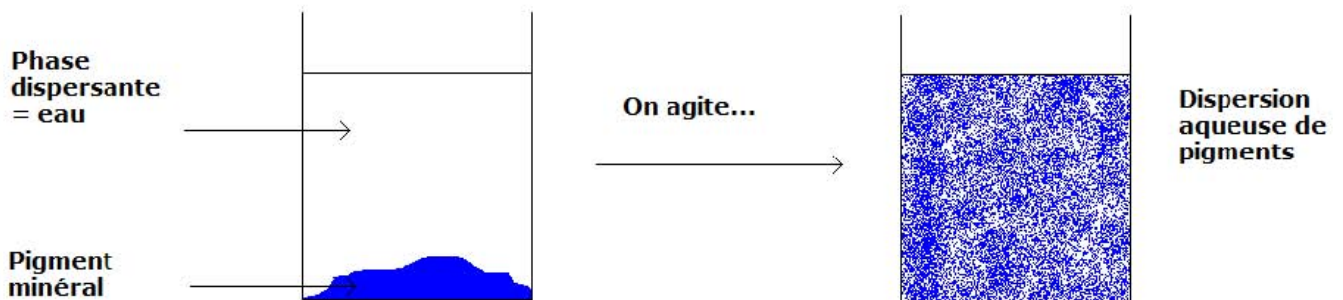 Phase
dispersante
= eau
Pigment
minéral
On agite...
Dispersion
aqueuse de
pigments